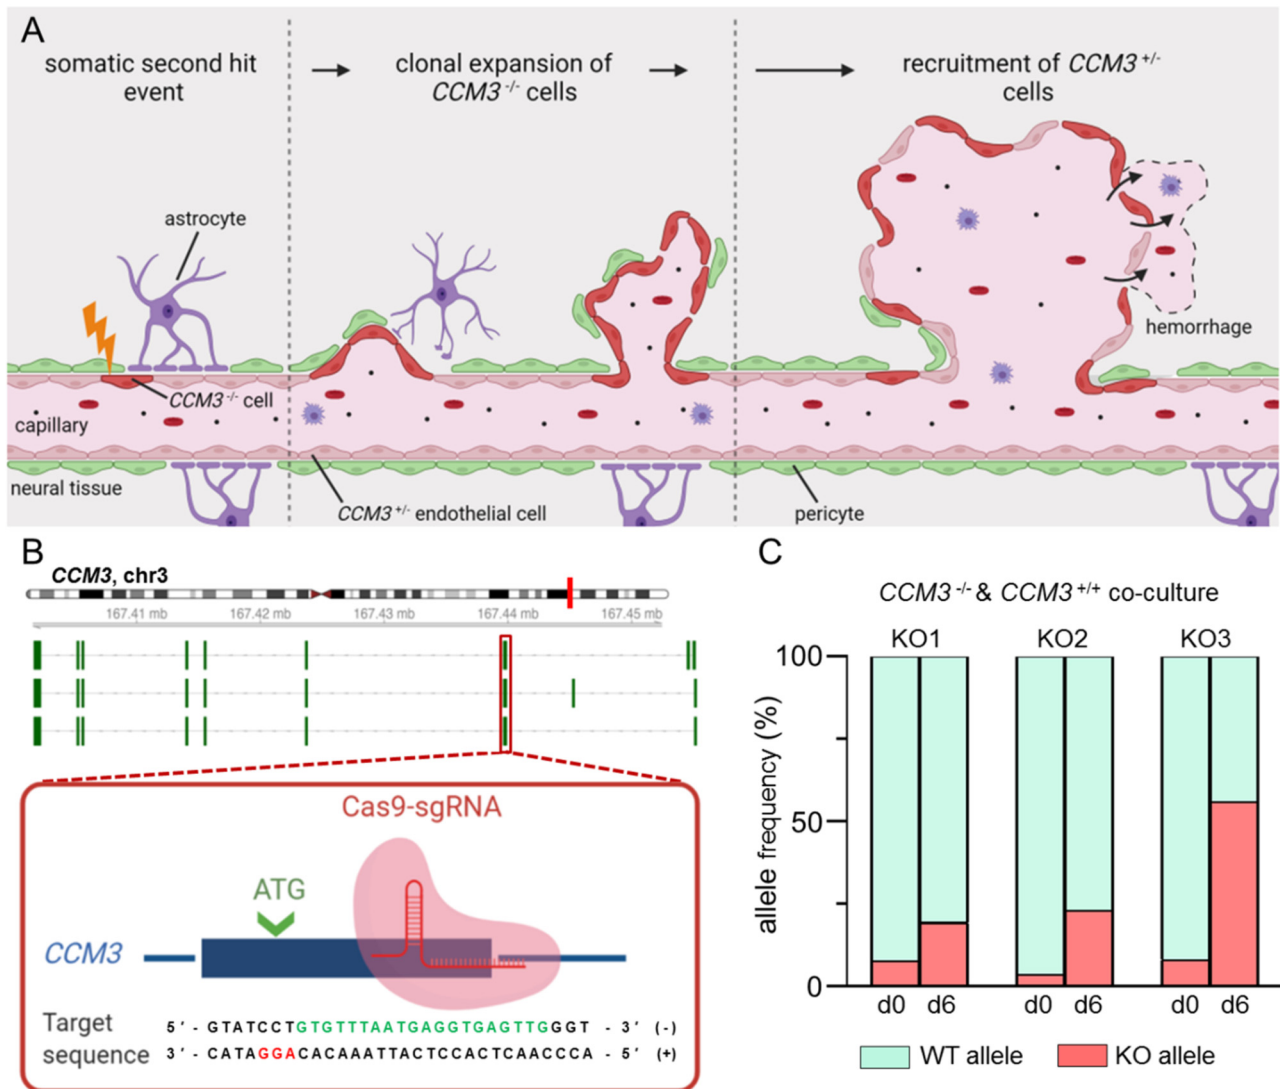 A
somatic second hit
event
clonal expansion of
CCM3 -/- cells
recruitment of CCM3 +/-
cells
astrocyte
hemorrhage
CCM3 -/- cell
capillary
neural tissue
CCM3 +/- endothelial cell
pericyte
B
CCM3, chr3
167.41 mb 167.42 mb 167.43 mb 167.44 mb 167.45 mb
Cas9-sgRNA
ATG
CCM3
Target
sequence
5′ - GTATCCTGTGTTTAATGAGGTGAGTTGGGT - 3′ (-)
3′ - CATAGGACACAAATTACTCCACTCAACCCA - 5′ (+)
C
CCM3 -/- & CCM3 +/+ co-culture
KO1 KO2 KO3
allele frequency (%)
100
50
0
d0 d6 d0 d6 d0 d6
WT allele KO allele